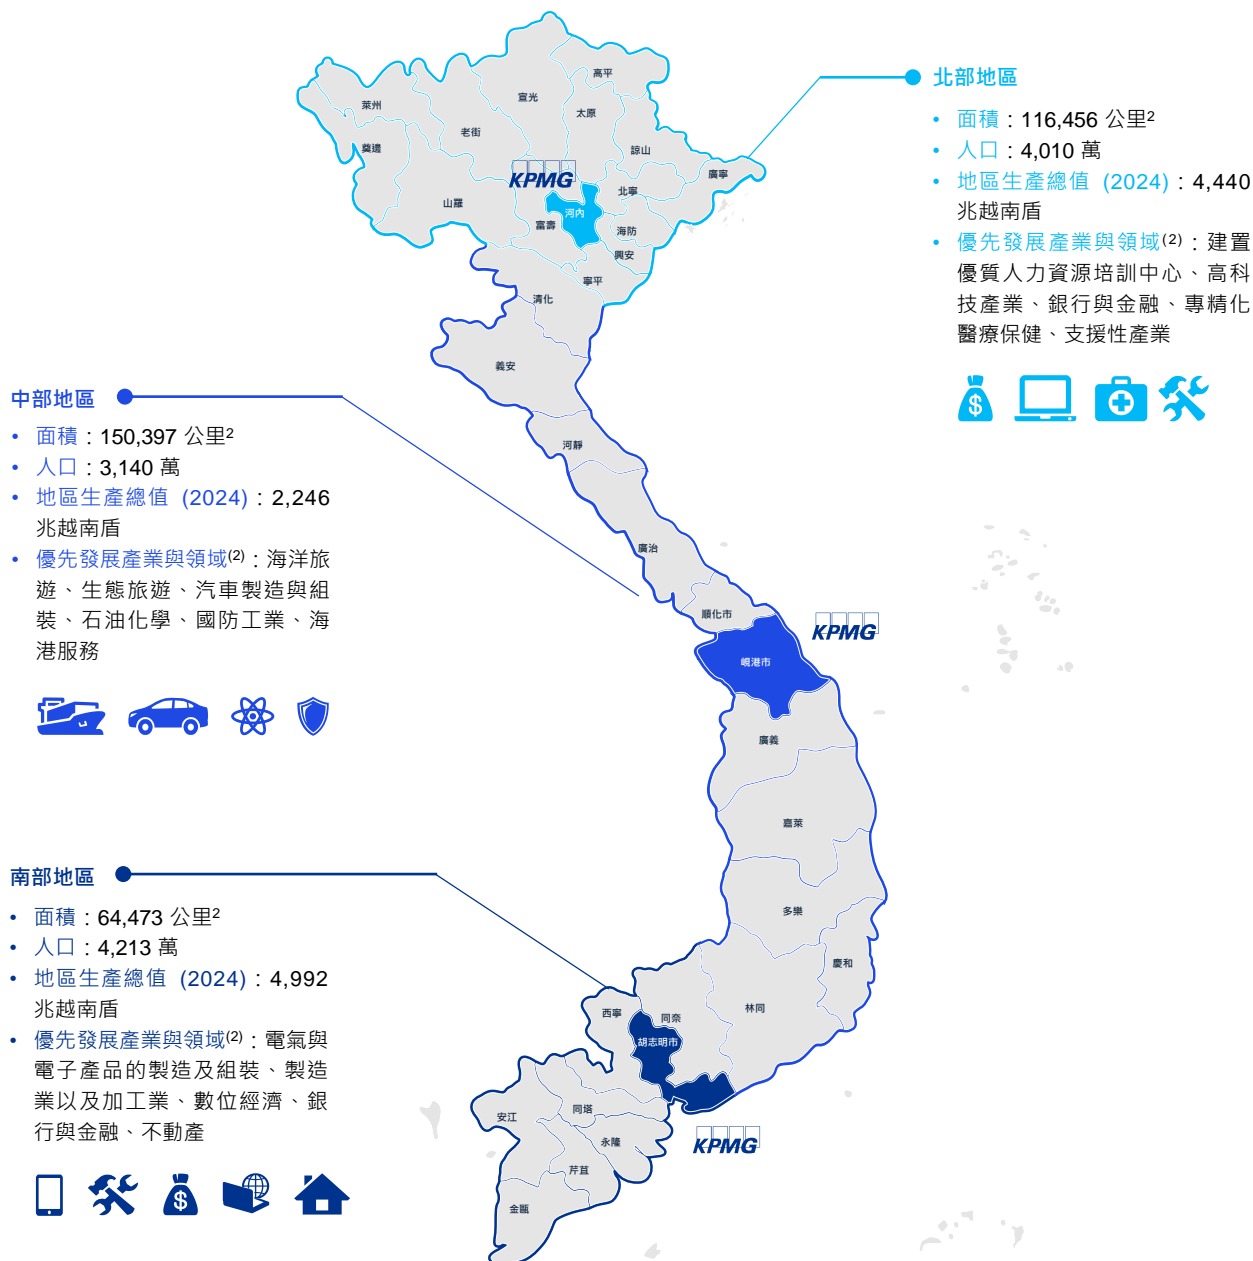 北部地區
• 面積：116,456 公里²
• 人口：4,010 萬
• 地區生產總值 (2024)：4,440
兆越南盾
• 優先發展產業與領域⁽²⁾：建置
優質人力資源培訓中心、高科
技產業、銀行與金融、專精化
醫療保健、支援性產業
中部地區
• 面積：150,397 公里²
• 人口：3,140 萬
• 地區生產總值 (2024)：2,246
兆越南盾
• 優先發展產業與領域⁽²⁾：海洋旅
遊、生態旅遊、汽車製造與組
裝、石油化學、國防工業、海
港服務
南部地區
• 面積：64,473 公里²
• 人口：4,213 萬
• 地區生產總值 (2024)：4,992
兆越南盾
• 優先發展產業與領域⁽²⁾：電氣與
電子產品的製造及組裝、製造
業以及加工業、數位經濟、銀
行與金融、不動產
高平
宣光
萊州
太原
老街
奠邊
諒山
廣寧
KPMG
北寧
山羅
河內
富壽
海防
興安
寧平
清化
義安
河靜
廣治
順化市
KPMG
峴港市
廣義
嘉萊
多樂
慶和
林同
西寧
同奈
胡志明市
同塔
安江
永隆
KPMG
芹苴
金甌